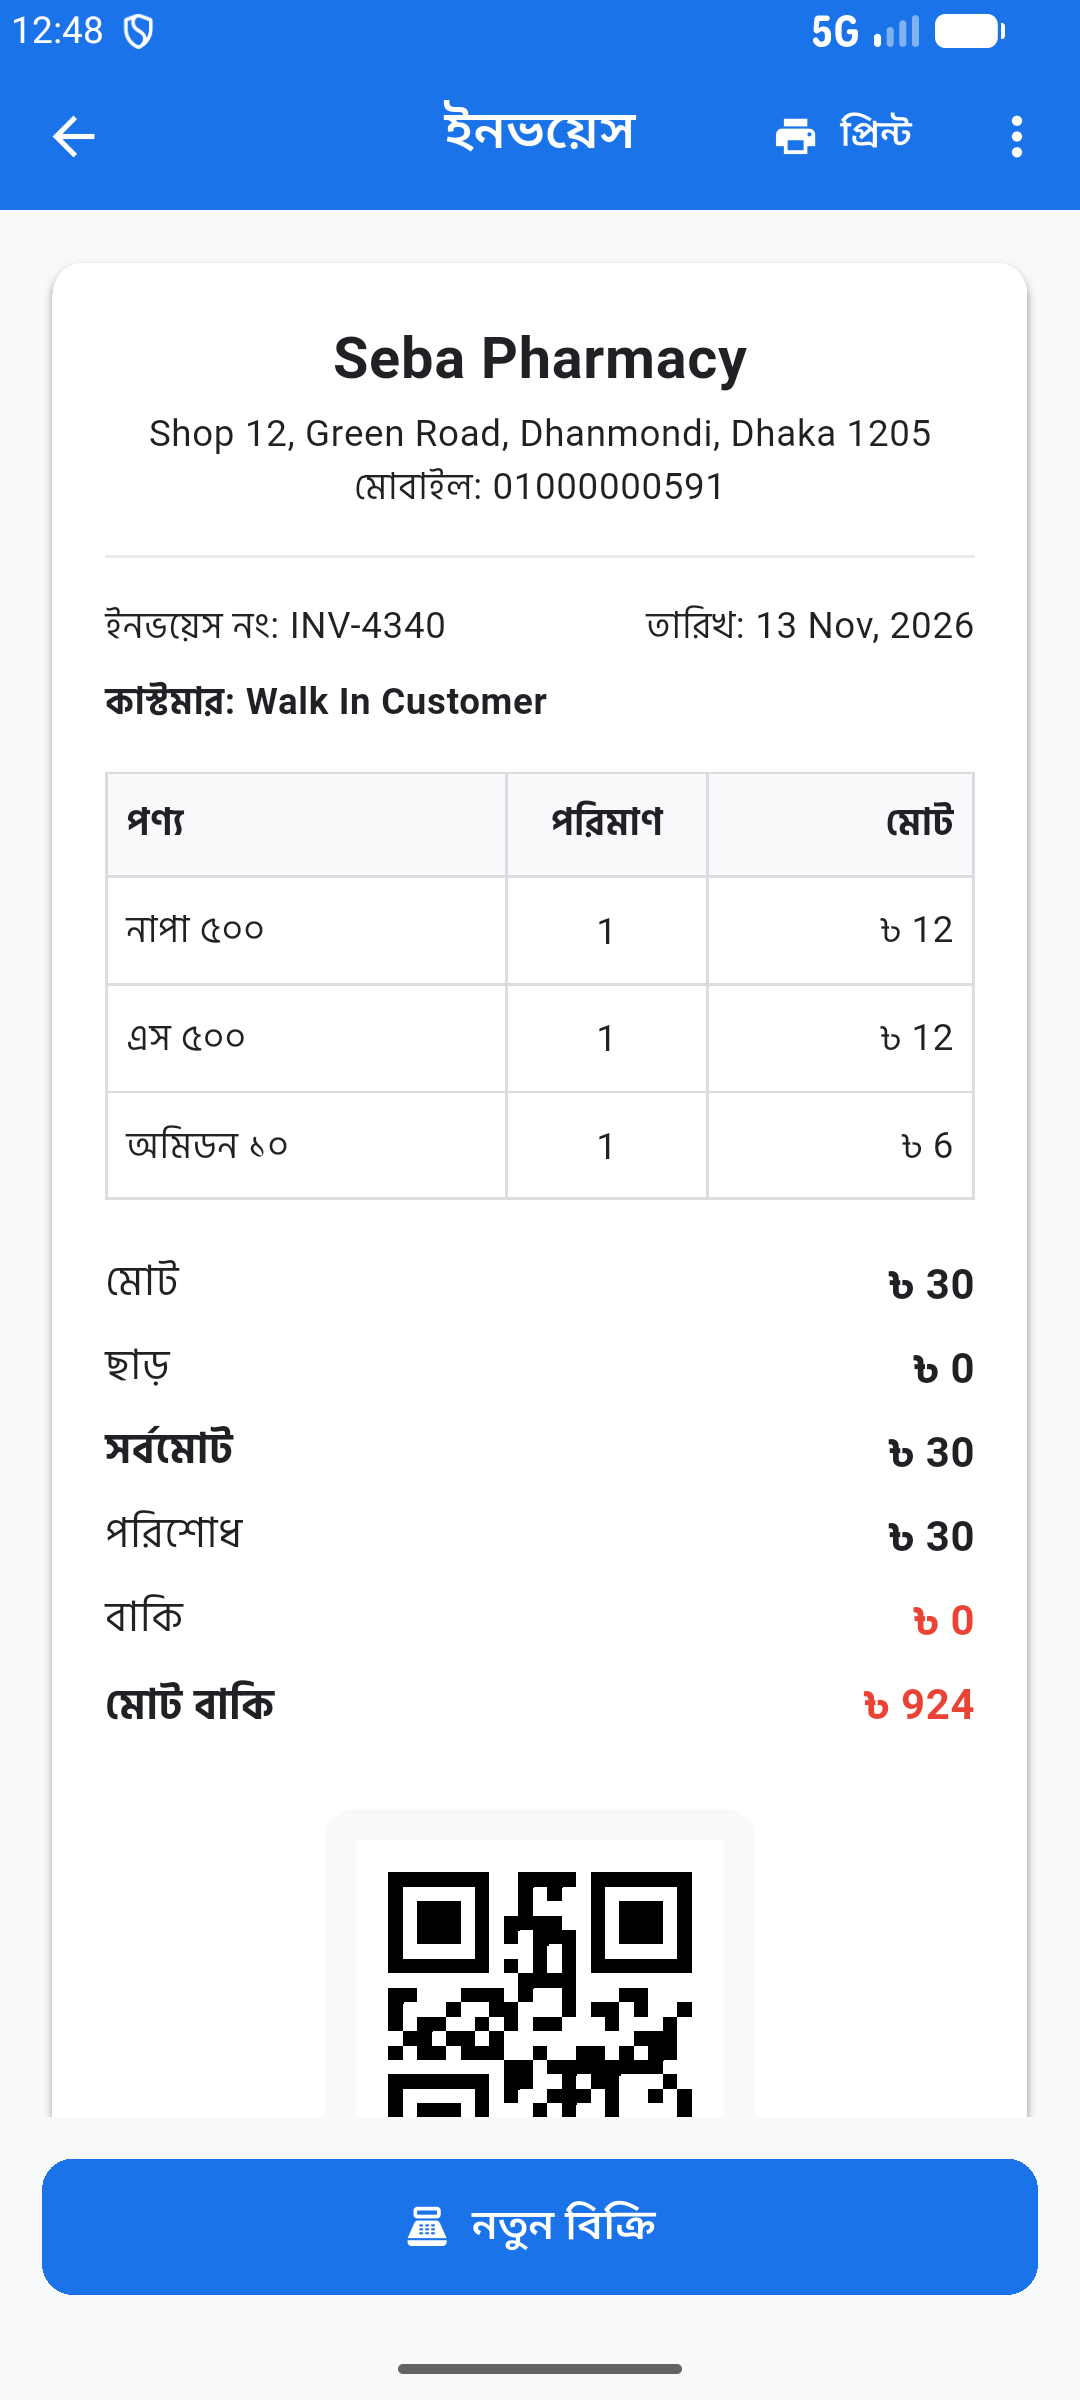 12:48
5G
ইনভয়েস
প্রিন্ট
Seba Pharmacy
Shop 12, Green Road, Dhanmondi, Dhaka 1205
মোবাইল: 01000000591
ইনভয়েস নং: INV-4340
তারিখ: 13 Nov, 2026
কাস্টমার: Walk In Customer
পণ্য পরিমাণ মোট
নাপা ৫০০ 1 ৳ 12
এস ৫০০ 1 ৳ 12
অমিডন ১০ 1 ৳ 6
মোট ৳ 30
ছাড় ৳ 0
সর্বমোট ৳ 30
পরিশোধ ৳ 30
বাকি ৳ 0
মোট বাকি ৳ 924
নতুন বিক্রি